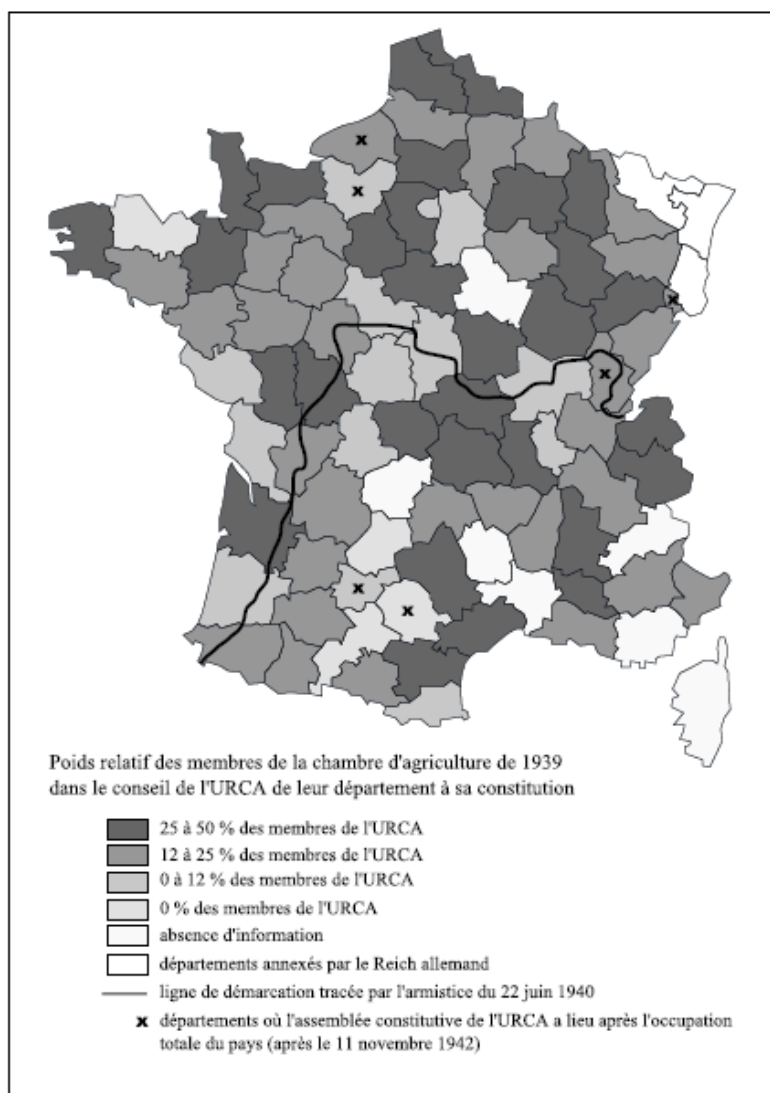 x
x
x
x
x
x
Poids relatif des membres de la chambre d'agriculture de 1939
dans le conseil de l'URCA de leur département à sa constitution
25 à 50 % des membres de l'URCA
12 à 25 % des membres de l'URCA
0 à 12 % des membres de l'URCA
0 % des membres de l'URCA
absence d'information
départements annexés par le Reich allemand
ligne de démarcation tracée par l'armistice du 22 juin 1940
x départements où l'assemblée constitutive de l'URCA a lieu après l'occupation
totale du pays (après le 11 novembre 1942)